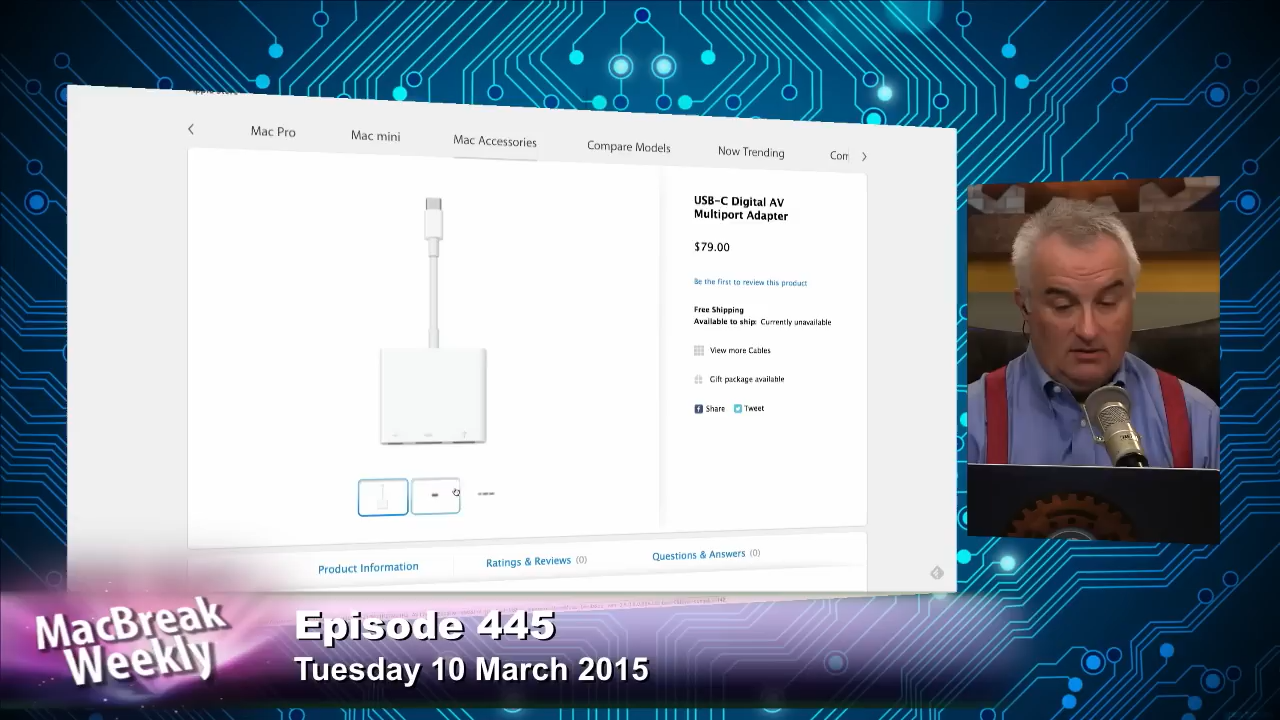 Mac Pro
Mac mini
Mac Accessories
Compare Models
Now Trending
USB-C Digital AV
Multiport Adapter
$79.00
Be the first to review this product
Free Shipping
Available to ship: Currently unavailable
View more Cables
Gift package available
Share
Tweet
Product Information
Ratings & Reviews (0)
Questions & Answers (0)
MacBreak
Weekly
Episode 445
Tuesday 10 March 2015